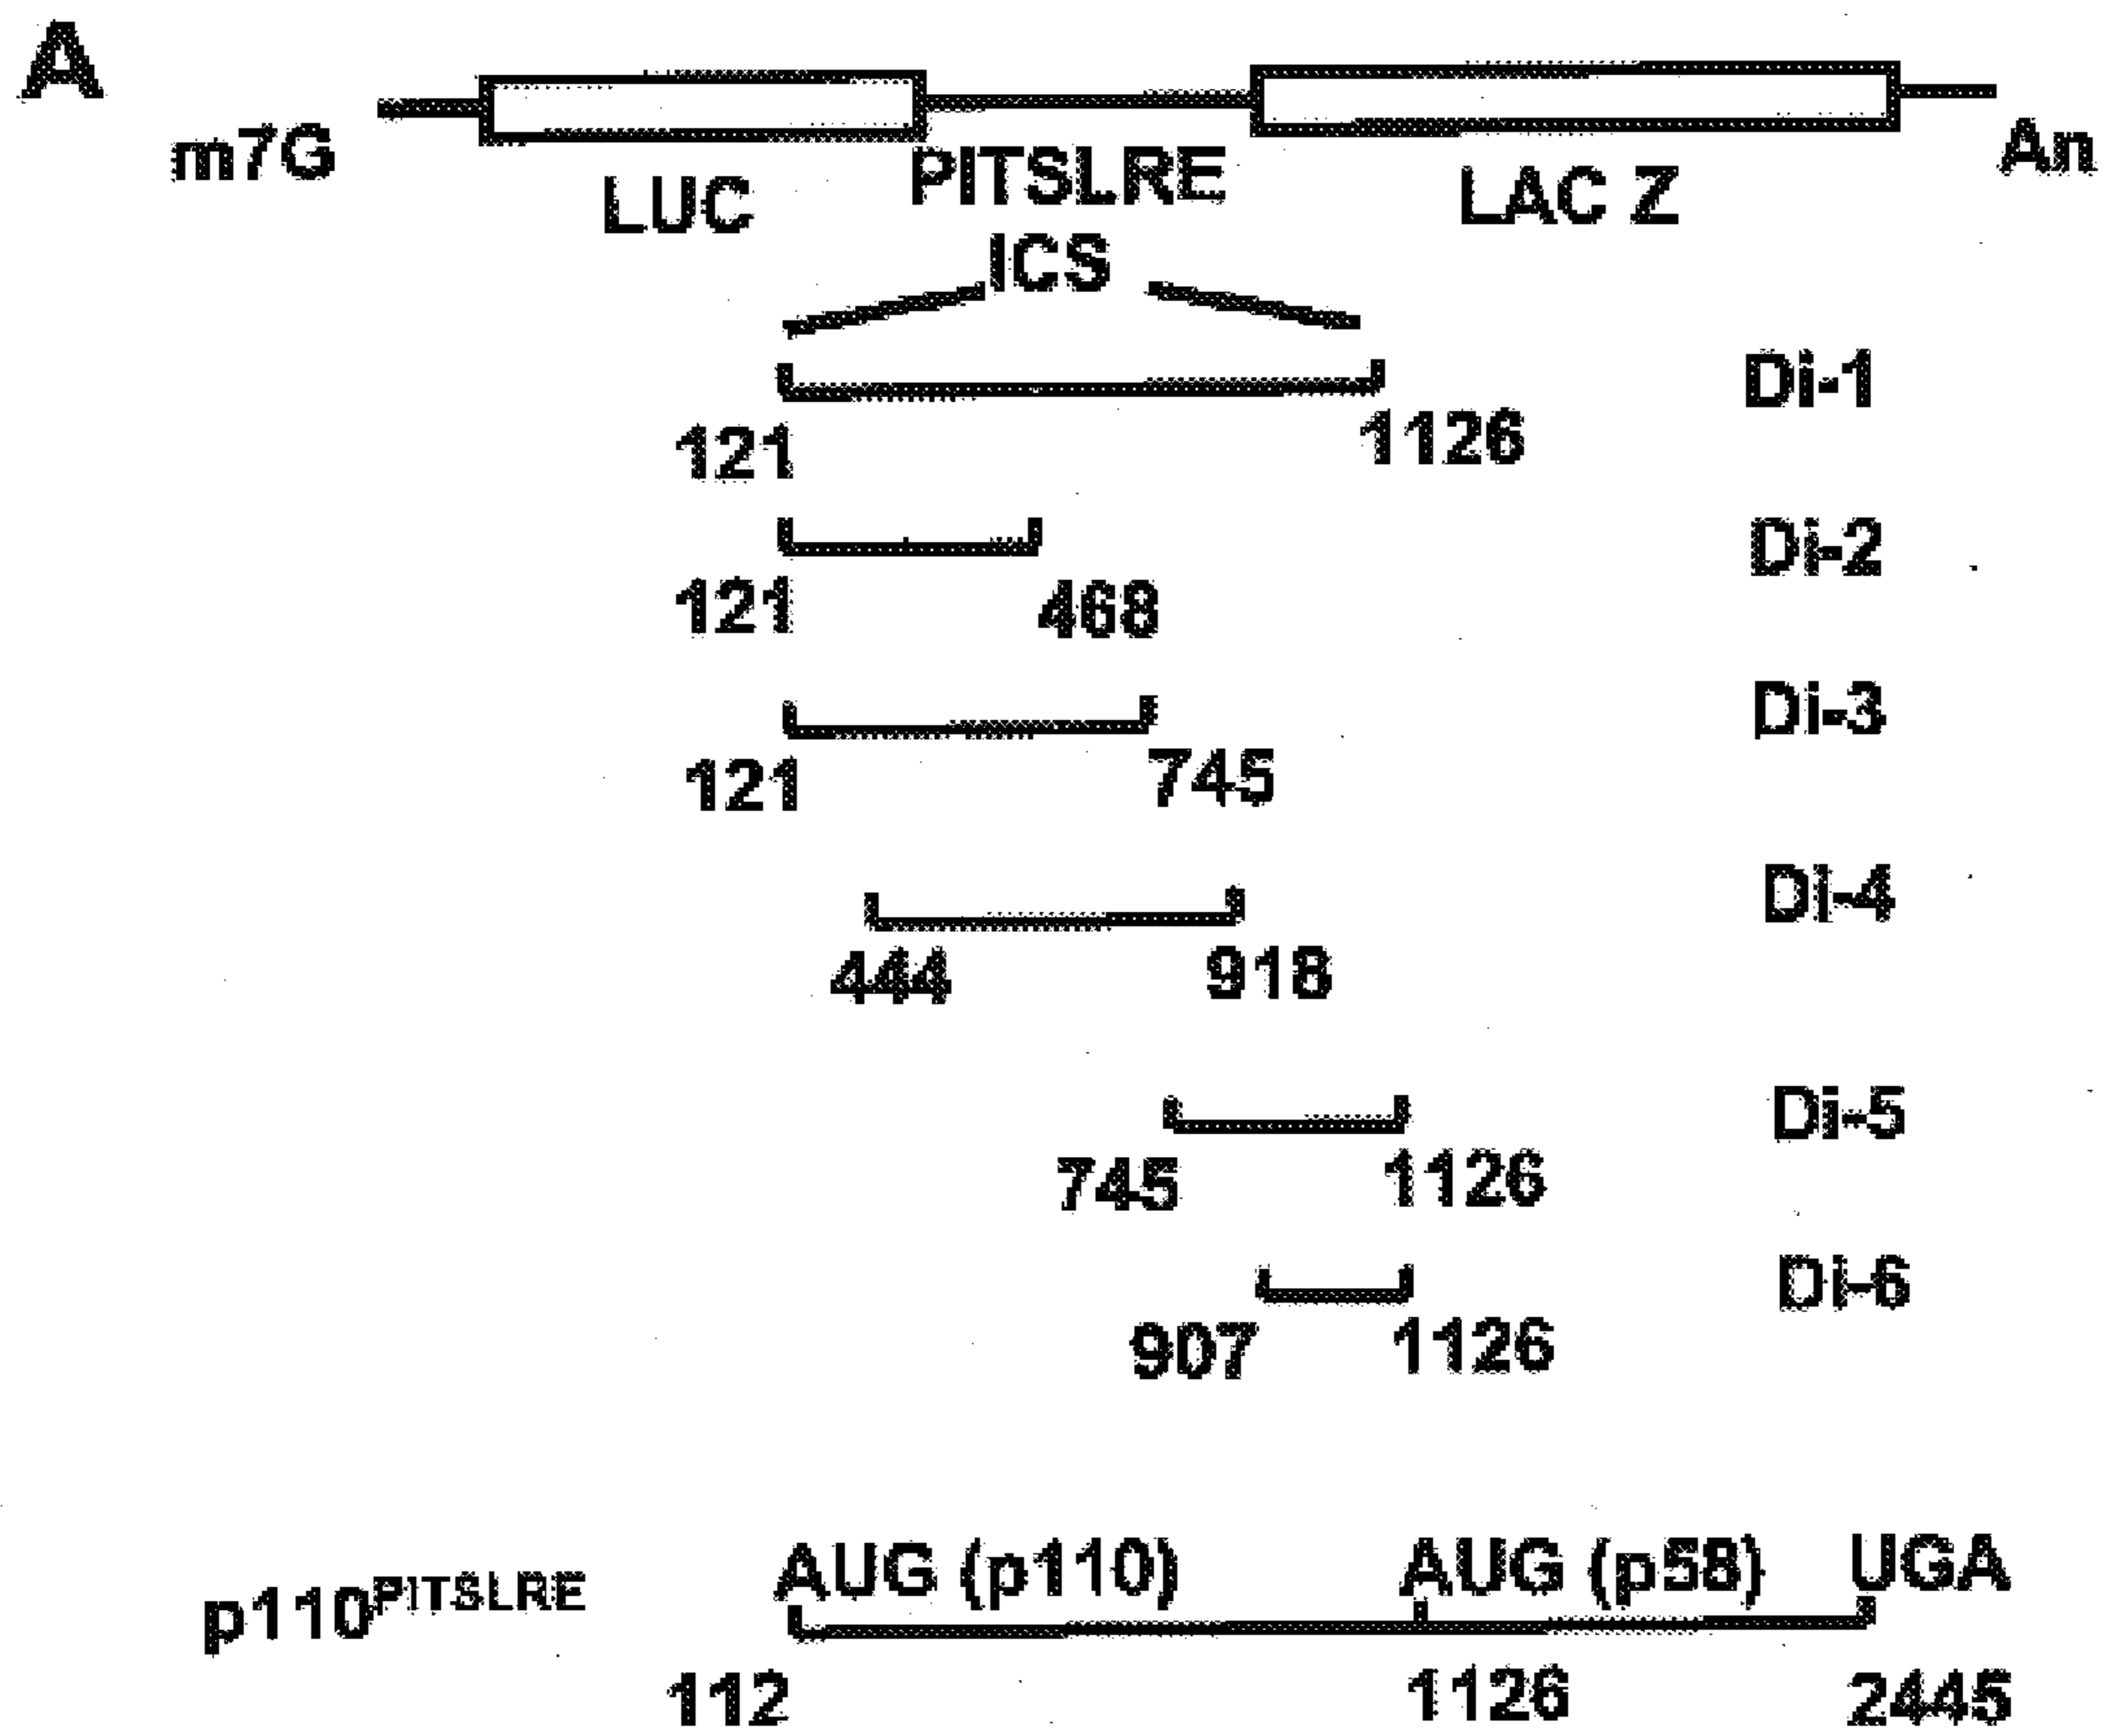 A
m7G LUC PITSLRE LAC Z An
ICS
Di-1
121 1126
Di-2
121 468
Di-3
121 745
Di-4
444 918
Di-5
745 1126
Di-6
907 1126
AUG (p110) AUG (p58) UGA
p110PITSLRE
112 1126 2445